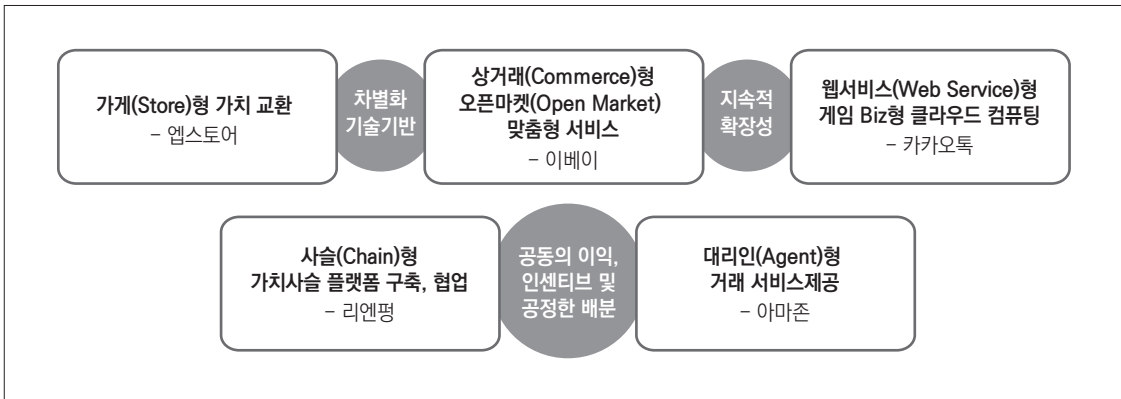 가게(Store)형 가치 교환
– 엡스토어
차별화
기술기반
상거래(Commerce)형
오픈마켓(Open Market)
맞춤형 서비스
– 이베이
지속적
확장성
웹서비스(Web Service)형
게임 Biz형 클라우드 컴퓨팅
– 카카오톡
사슬(Chain)형
가치사슬 플랫폼 구축, 협업
– 리엔펑
공동의 이익,
인센티브 및
공정한 배분
대리인(Agent)형
거래 서비스제공
– 아마존